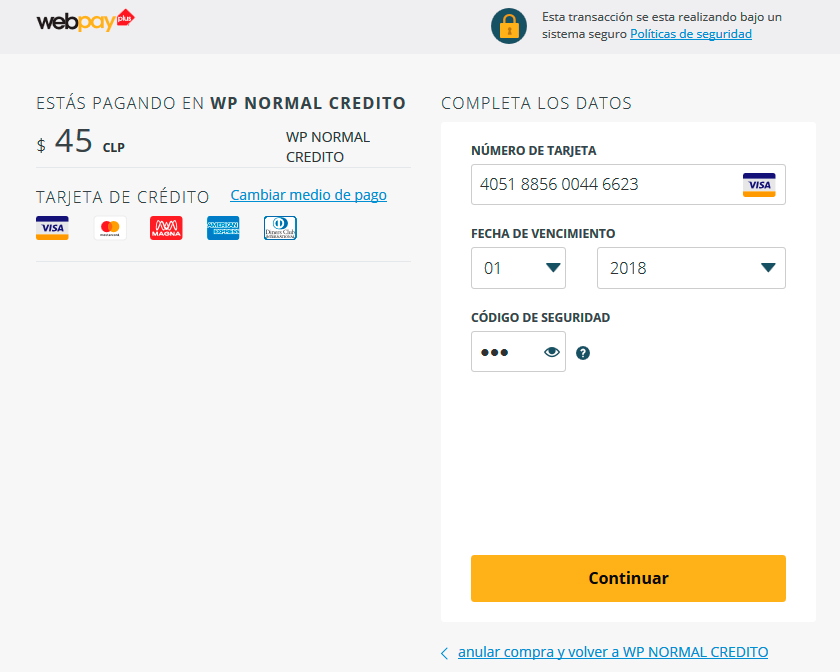 webpay plus
Esta transacción se esta realizando bajo un
sistema seguro Políticas de seguridad
ESTÁS PAGANDO EN WP NORMAL CREDITO
$ 45 CLP
WP NORMAL
CREDITO
TARJETA DE CRÉDITO Cambiar medio de pago
VISA mastercard MAGNA AMERICAN EXPRESS Diners Club INTERNATIONAL
COMPLETA LOS DATOS
NÚMERO DE TARJETA
4051 8856 0044 6623 VISA
FECHA DE VENCIMIENTO
01 2018
CÓDIGO DE SEGURIDAD
●●● ?
Continuar
anular compra y volver a WP NORMAL CREDITO